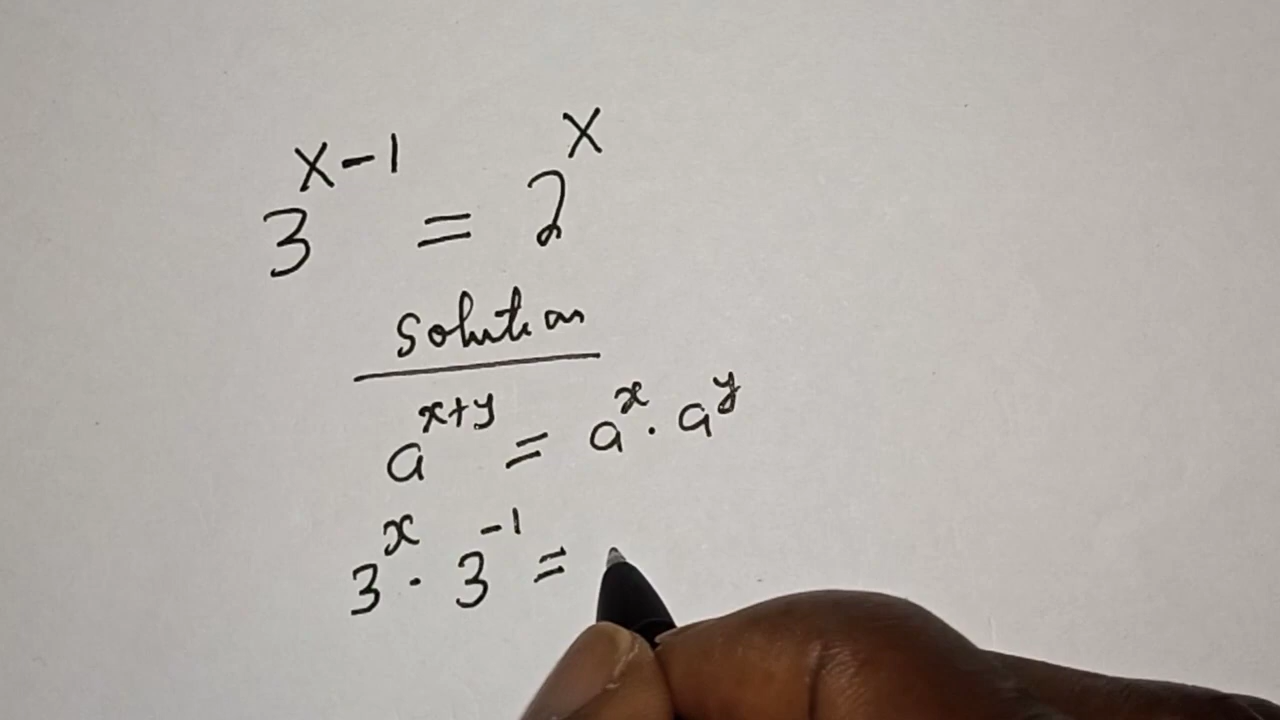 3^{x-1} = 2^x
Solution
a^{x+y} = a^x · a^y
3^x · 3^{-1} =